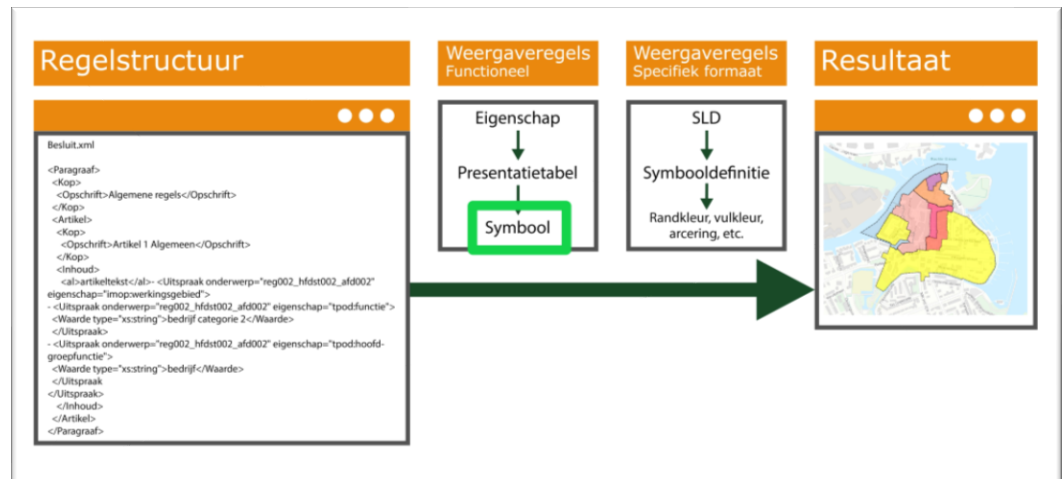 Regelstructuur
Weergaveregels
Functioneel
Weergaveregels
Specifiek formaat
Resultaat
Besluit.xml
<Paragraaf>
<Kop>
<Opschrift>Algemene regels</Opschrift>
</Kop>
<Artikel>
<Kop>
<Opschrift>Artikel 1 Algemeen</Opschrift>
</Kop>
<Inhoud>
<al>artikeltekst</al>- <Uitspraak onderwerp="reg002_hfdst002_afd002"
eigenschap="imop:werkingsgebied">
- <Uitspraak onderwerp="reg002_hfdst002_afd002" eigenschap="tpod:functie">
<Waarde type="xs:string">bedrijf categorie 2</Waarde>
</Uitspraak>
- <Uitspraak onderwerp="reg002_hfdst002_afd002" eigenschap="tpod:hoofd-
groepfunctie">
<Waarde type="xs:string">bedrijf</Waarde>
</Uitspraak
</Uitspraak>
</Inhoud>
</Artikel>
</Paragraaf>
Eigenschap
Presentatietabel
Symbool
SLD
Symbooldefinitie
Randkleur, vulkleur,
arcering, etc.